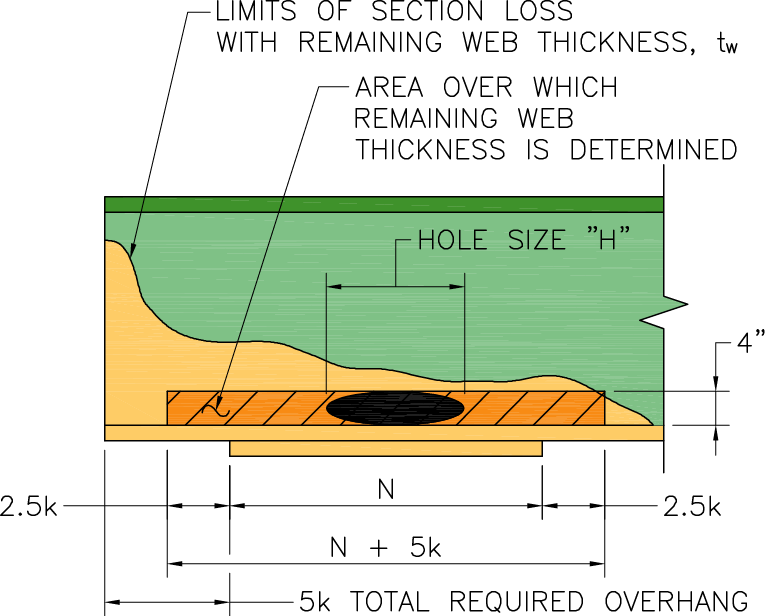 LIMITS OF SECTION LOSS
WITH REMAINING WEB THICKNESS, tw
AREA OVER WHICH
REMAINING WEB
THICKNESS IS DETERMINED
HOLE SIZE "H"
4"
2.5k
N
2.5k
N + 5k
5k TOTAL REQUIRED OVERHANG